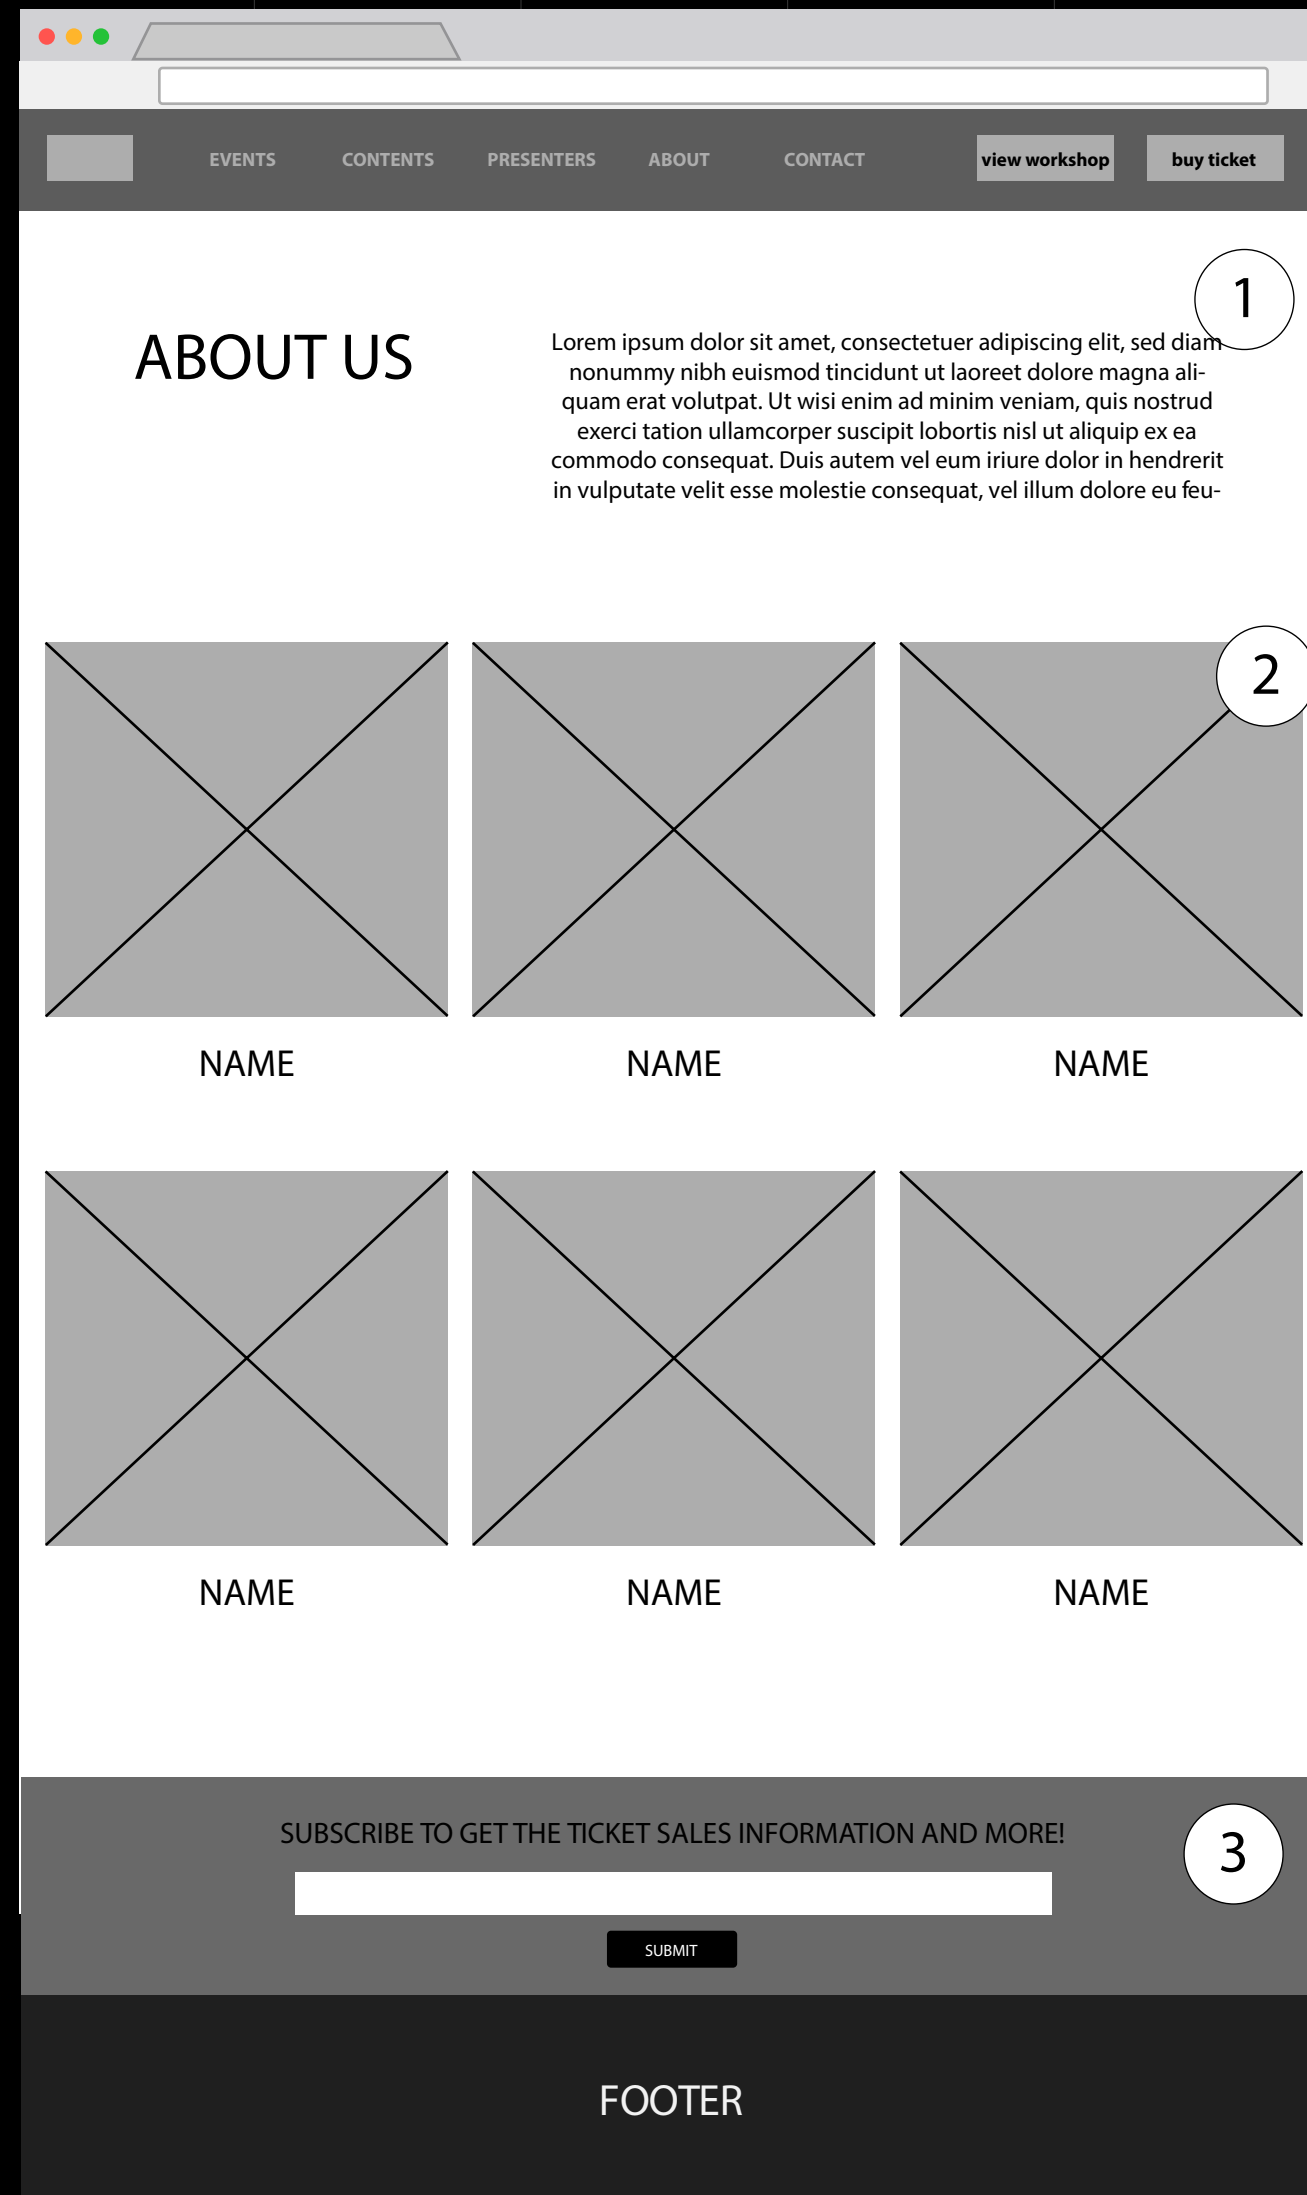 EVENTS CONTENTS PRESENTERS ABOUT CONTACT view workshop buy ticket
1
ABOUT US
Lorem ipsum dolor sit amet, consectetuer adipiscing elit, sed diam
nonummy nibh euismod tincidunt ut laoreet dolore magna ali-
quam erat volutpat. Ut wisi enim ad minim veniam, quis nostrud
exerci tation ullamcorper suscipit lobortis nisl ut aliquip ex ea
commodo consequat. Duis autem vel eum iriure dolor in hendrerit
in vulputate velit esse molestie consequat, vel illum dolore eu feu-
2
NAME NAME NAME
NAME NAME NAME
SUBSCRIBE TO GET THE TICKET SALES INFORMATION AND MORE!
3
SUBMIT
FOOTER